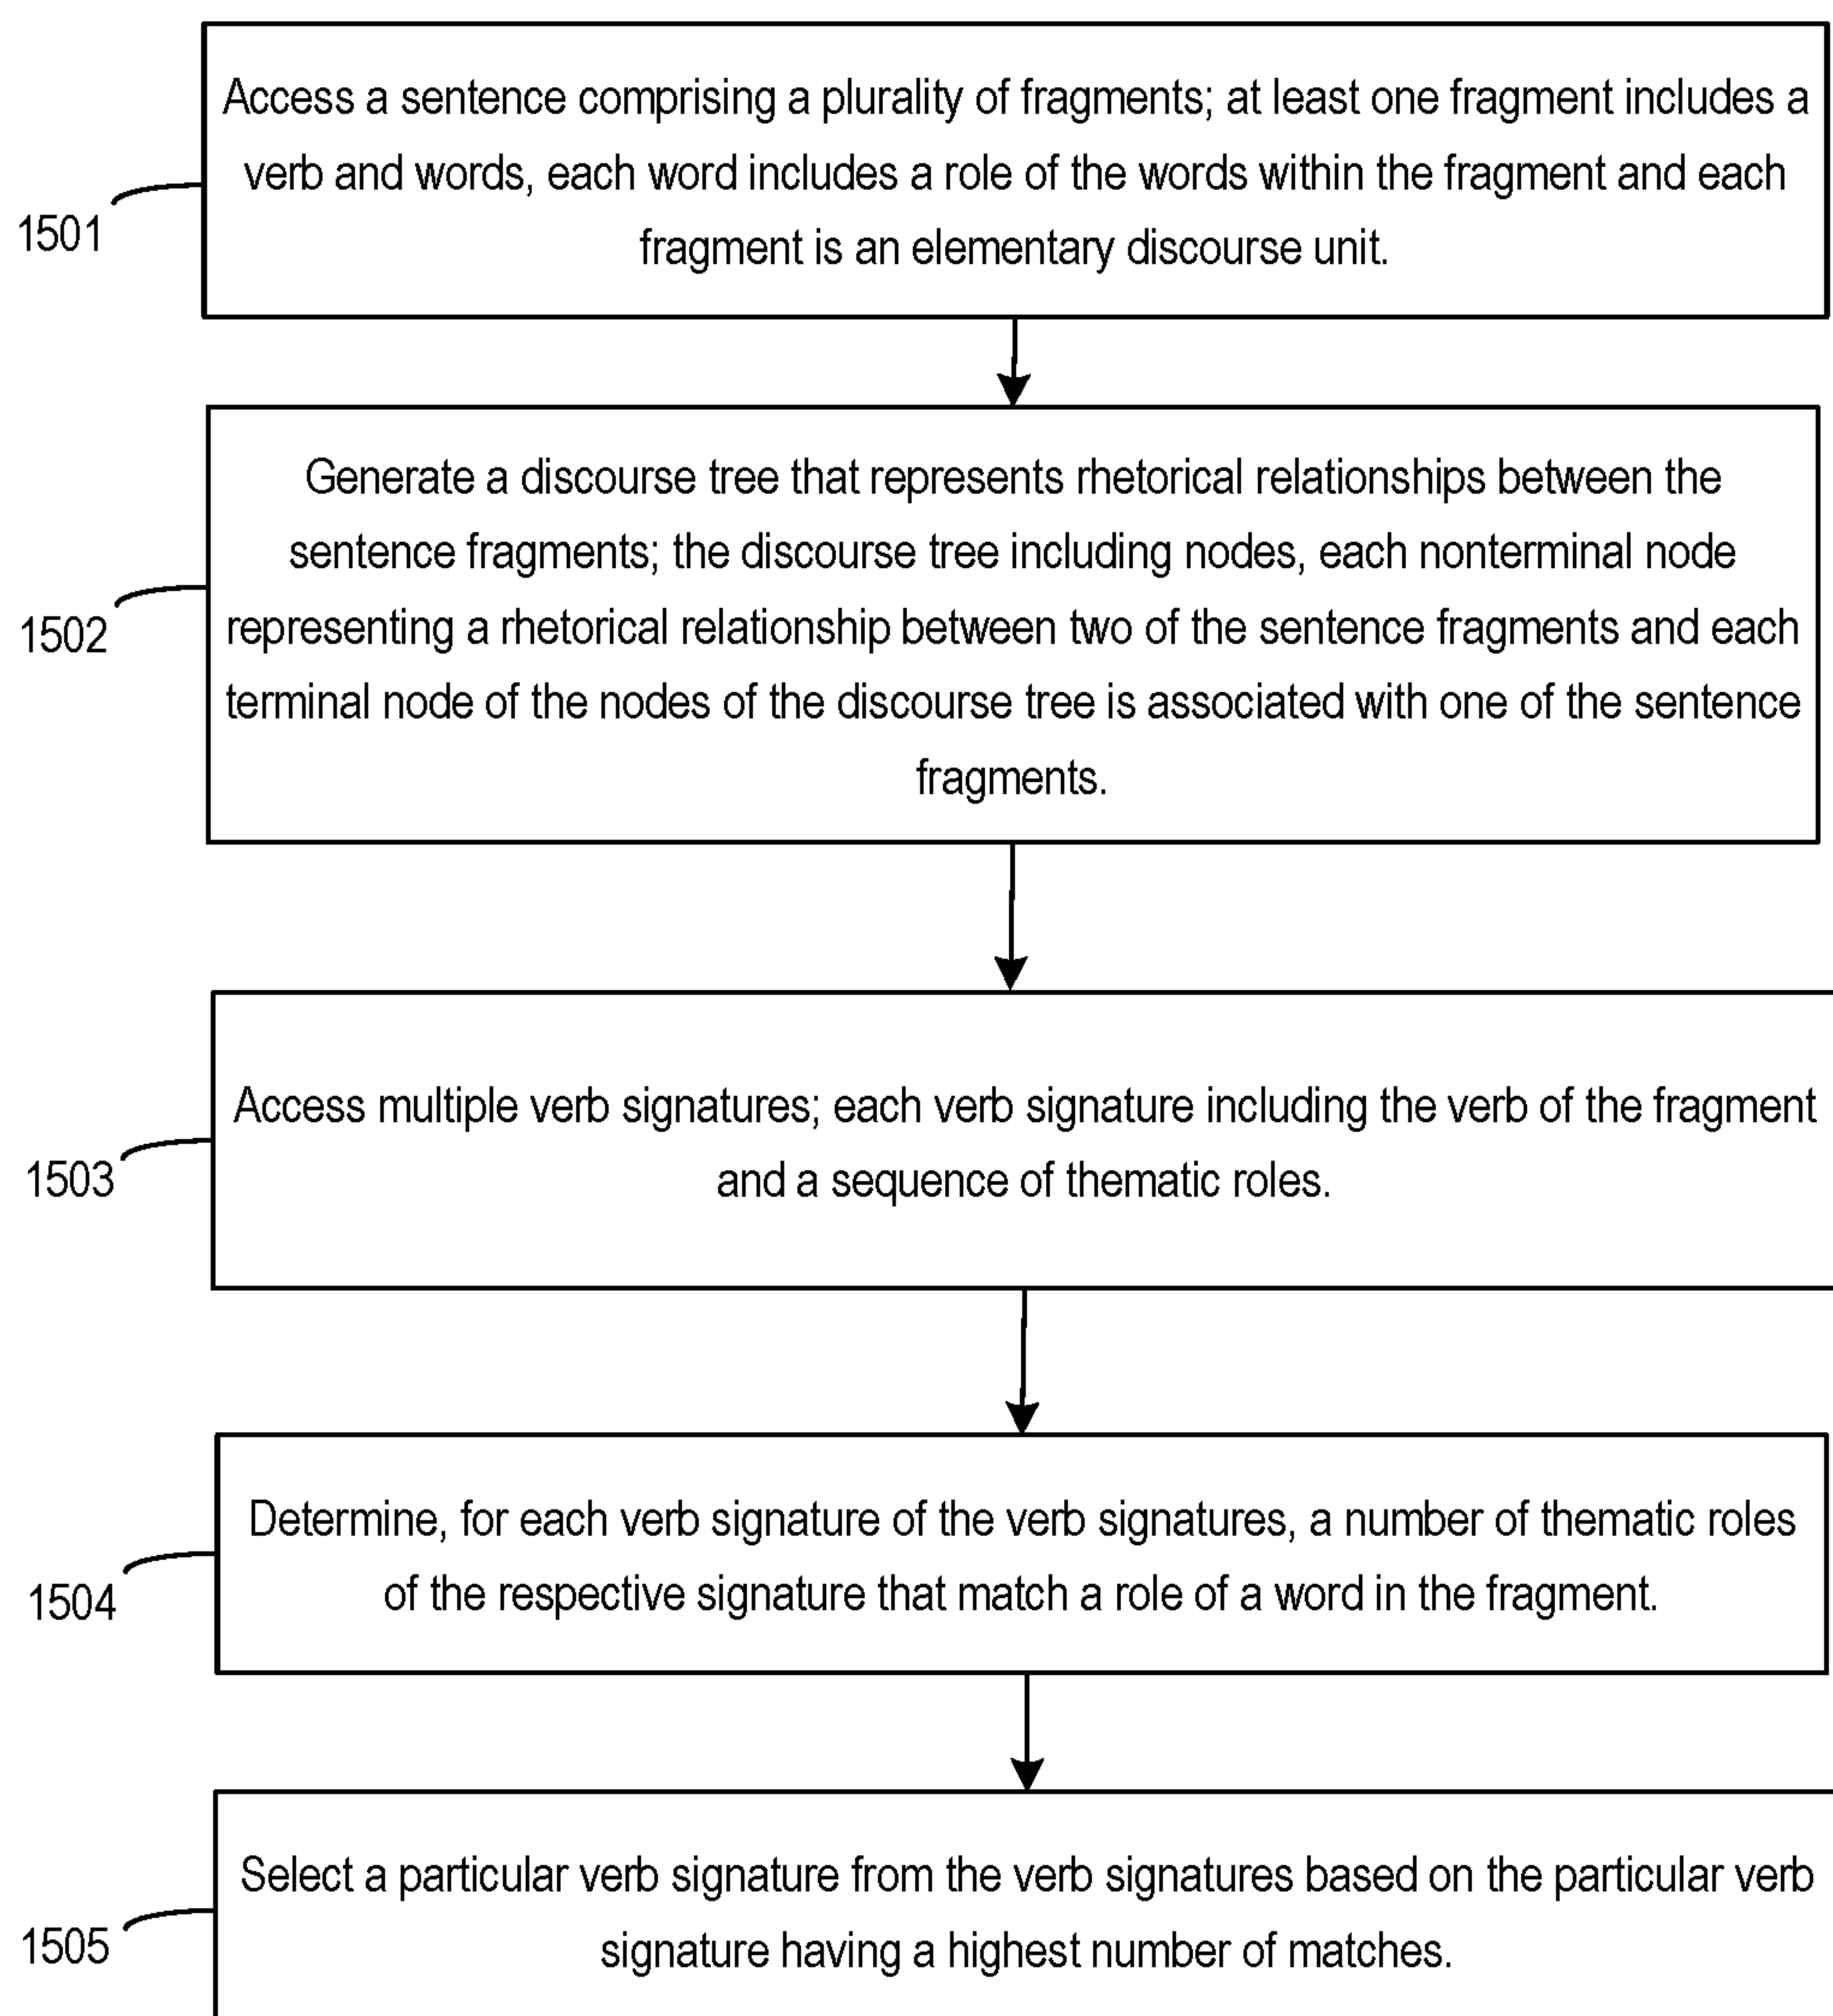 Access a sentence comprising a plurality of fragments; at least one fragment includes a
verb and words, each word includes a role of the words within the fragment and each
fragment is an elementary discourse unit.
1501
Generate a discourse tree that represents rhetorical relationships between the
sentence fragments; the discourse tree including nodes, each nonterminal node
representing a rhetorical relationship between two of the sentence fragments and each
terminal node of the nodes of the discourse tree is associated with one of the sentence
fragments.
1502
Access multiple verb signatures; each verb signature including the verb of the fragment
and a sequence of thematic roles.
1503
Determine, for each verb signature of the verb signatures, a number of thematic roles
of the respective signature that match a role of a word in the fragment.
1504
Select a particular verb signature from the verb signatures based on the particular verb
signature having a highest number of matches.
1505